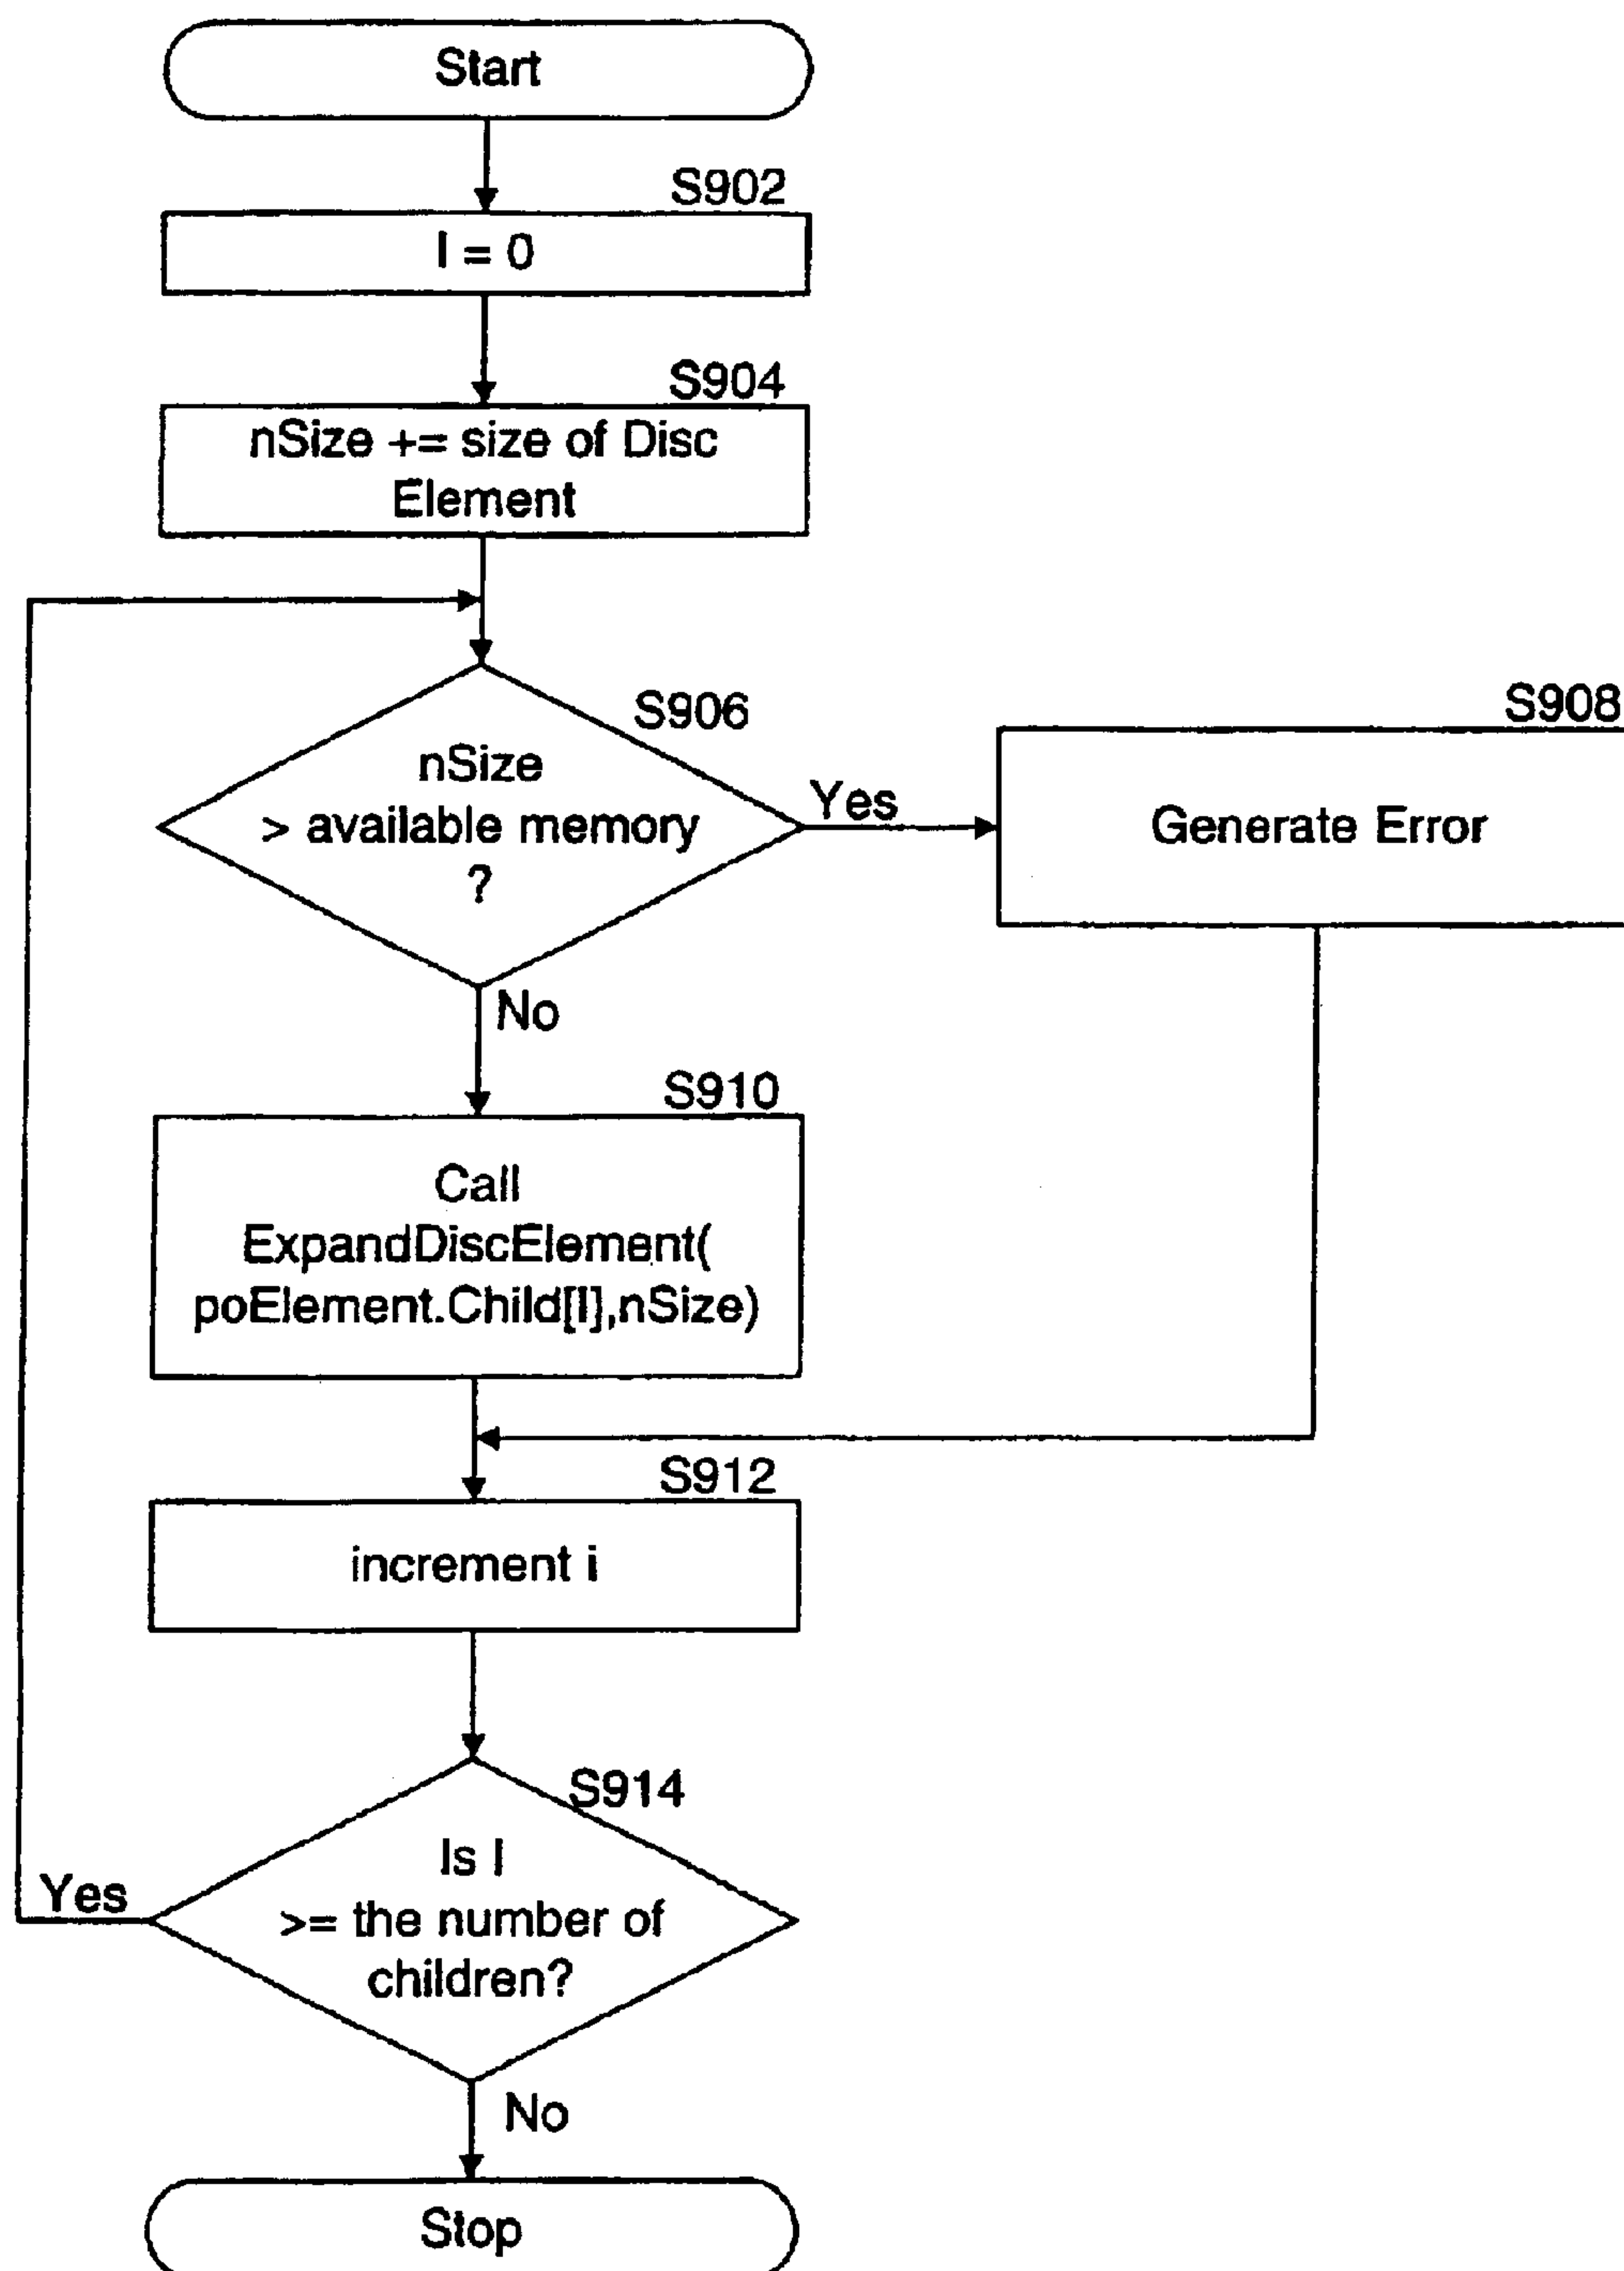 Start
S902
I = 0
S904
nSize += size of Disc
Element
S906
nSize
> available memory
?
Yes
S908
Generate Error
No
S910
Call
ExpandDiscElement(
poElement.Child[I],nSize)
S912
increment i
S914
Is I
>= the number of
children?
Yes
No
Stop